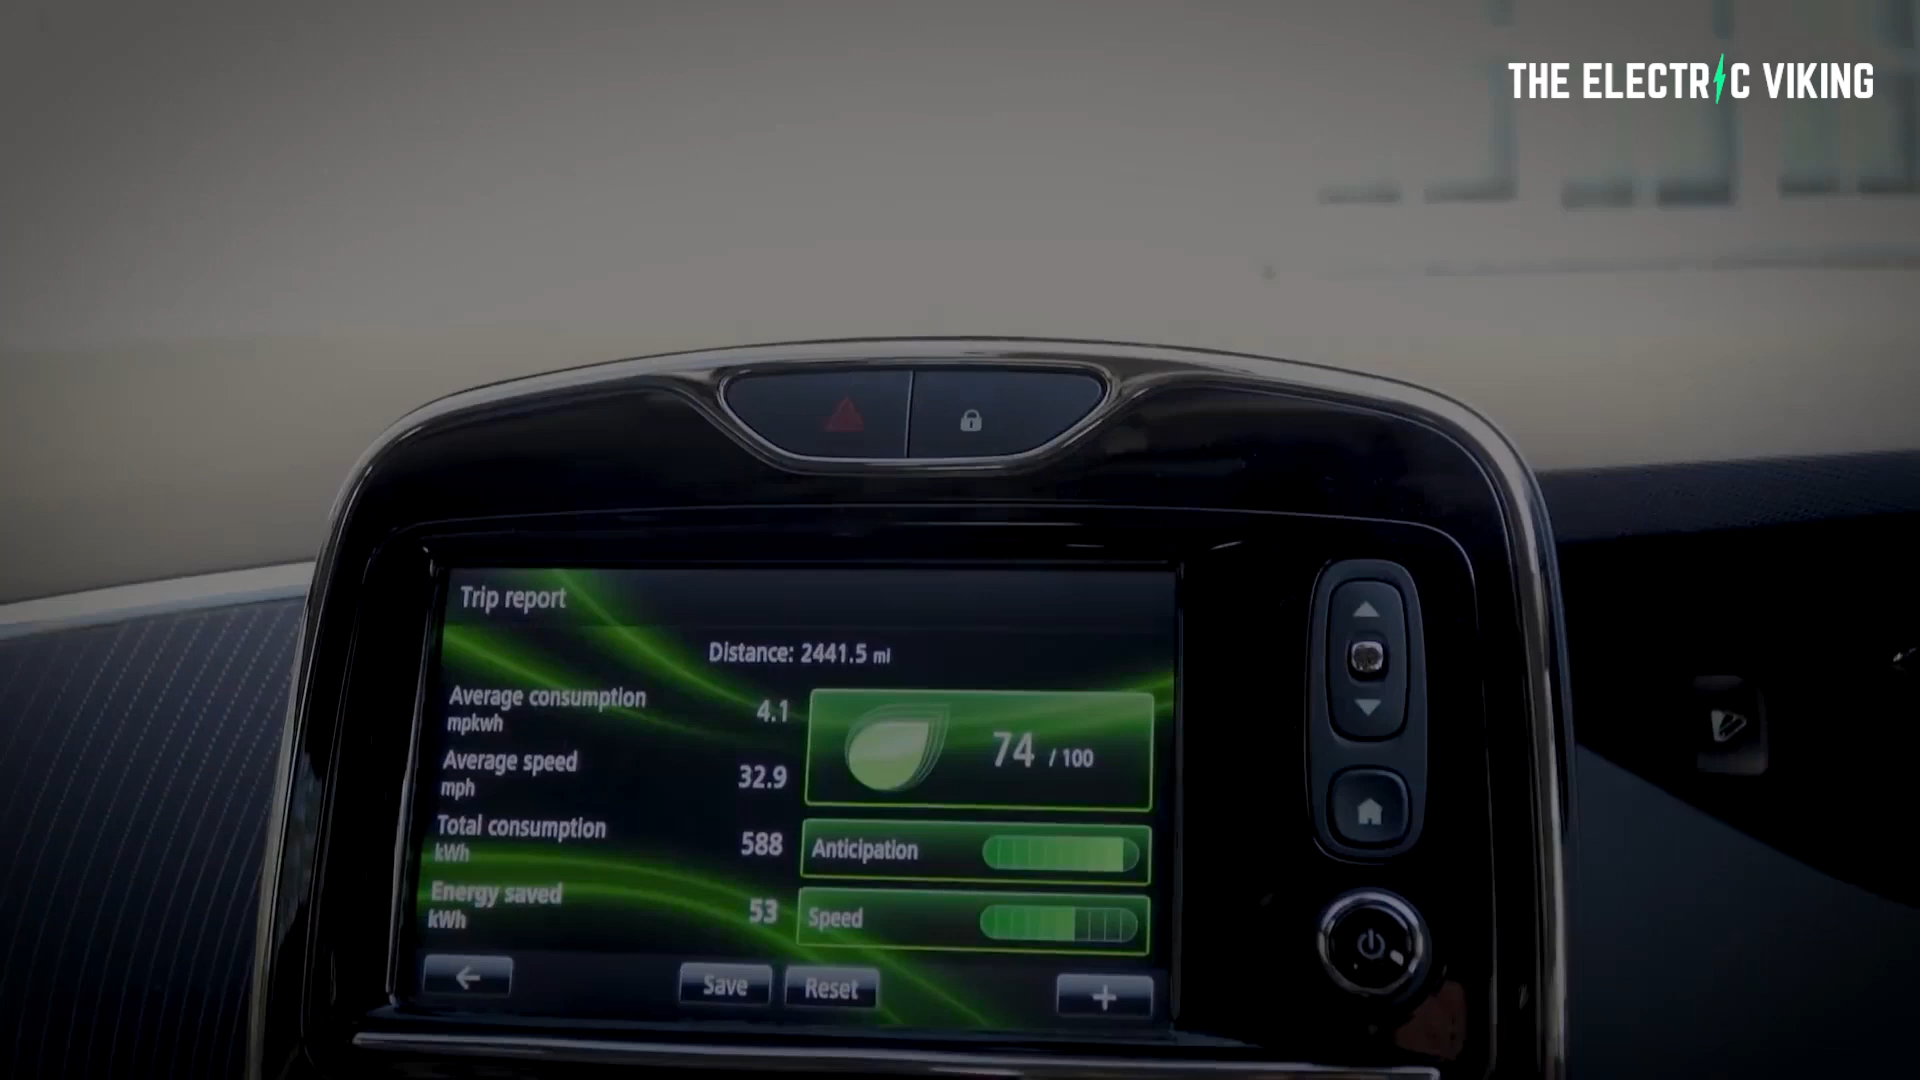 THE ELECTRIC VIKING
Trip report
Distance: 2441.5 mi
Average consumption 4.1
mpkwh
Average speed 32.9
mph
Total consumption 588
kWh
Energy saved 53
kWh
74 / 100
Anticipation
Speed
Save
Reset